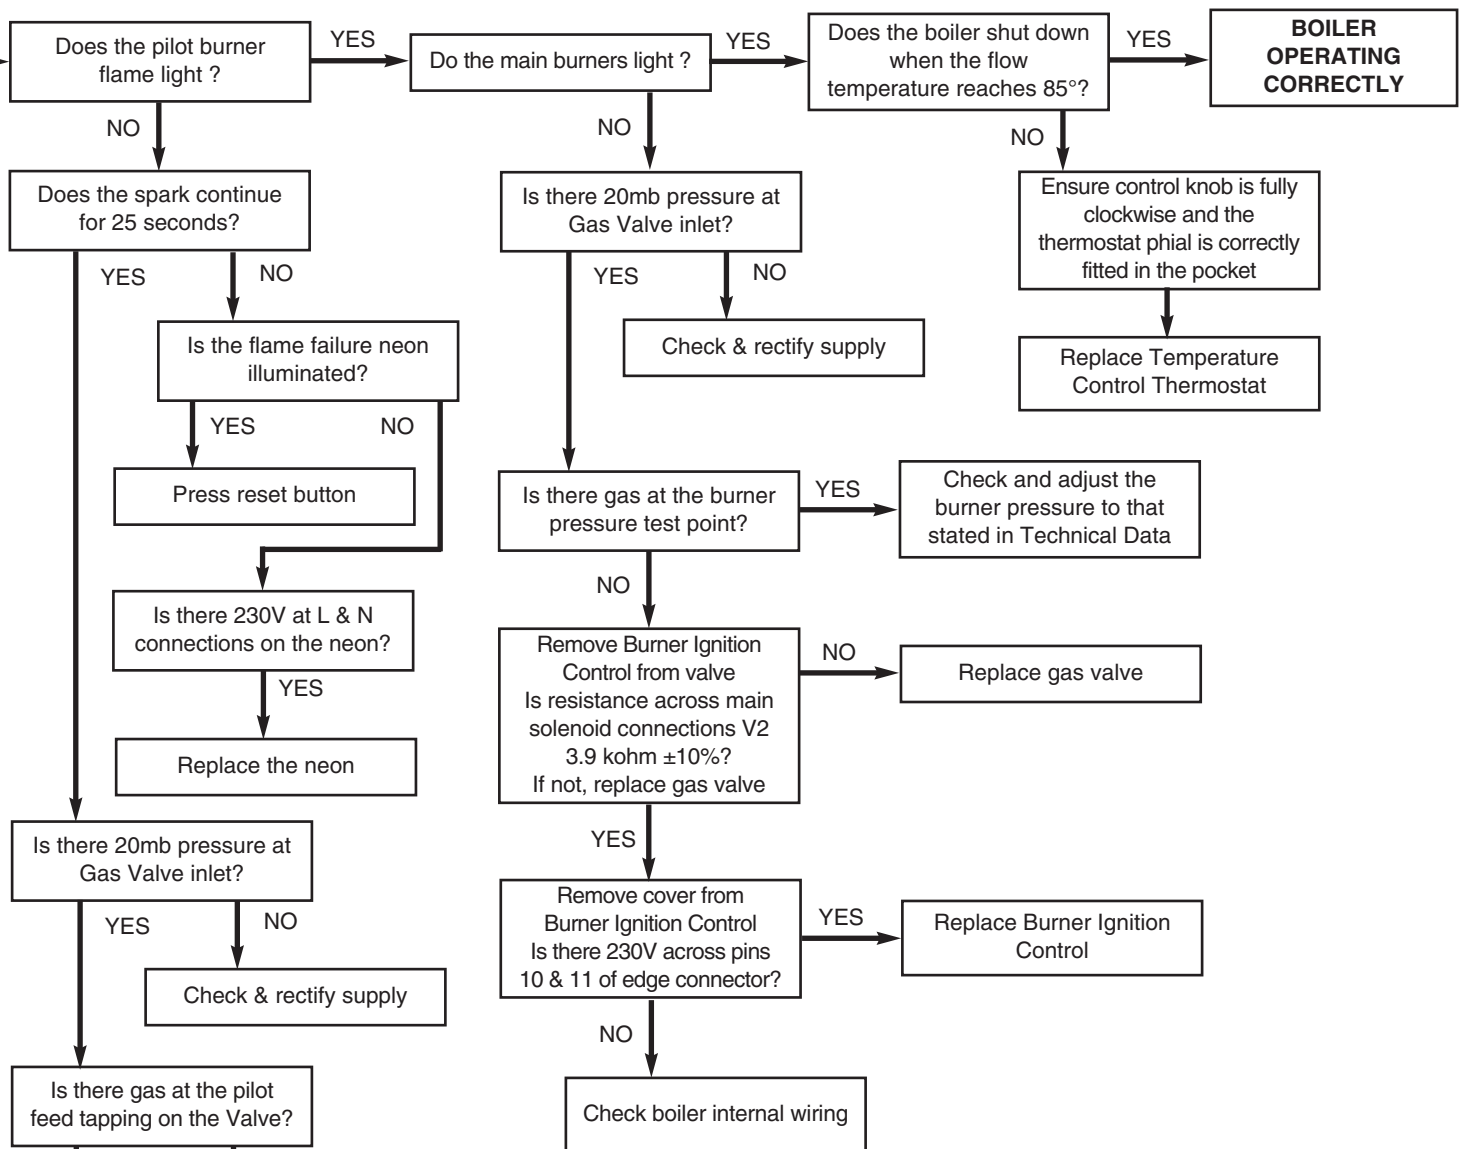 Does the pilot burner
flame light ?
YES
Do the main burners light ?
YES
Does the boiler shut down
when the flow
temperature reaches 85°?
YES
BOILER
OPERATING
CORRECTLY
NO
NO
NO
Does the spark continue
for 25 seconds?
Is there 20mb pressure at
Gas Valve inlet?
Ensure control knob is fully
clockwise and the
thermostat phial is correctly
fitted in the pocket
YES
NO
YES
NO
Is the flame failure neon
illuminated?
Check & rectify supply
Replace Temperature
Control Thermostat
YES
NO
Press reset button
Is there gas at the burner
pressure test point?
YES
Check and adjust the
burner pressure to that
stated in Technical Data
NO
Is there 230V at L & N
connections on the neon?
YES
Replace the neon
Remove Burner Ignition
Control from valve
Is resistance across main
solenoid connections V2
3.9 kohm ±10%?
If not, replace gas valve
NO
Replace gas valve
YES
Is there 20mb pressure at
Gas Valve inlet?
YES
NO
Check & rectify supply
Remove cover from
Burner Ignition Control
Is there 230V across pins
10 & 11 of edge connector?
YES
Replace Burner Ignition
Control
NO
Is there gas at the pilot
feed tapping on the Valve?
Check boiler internal wiring